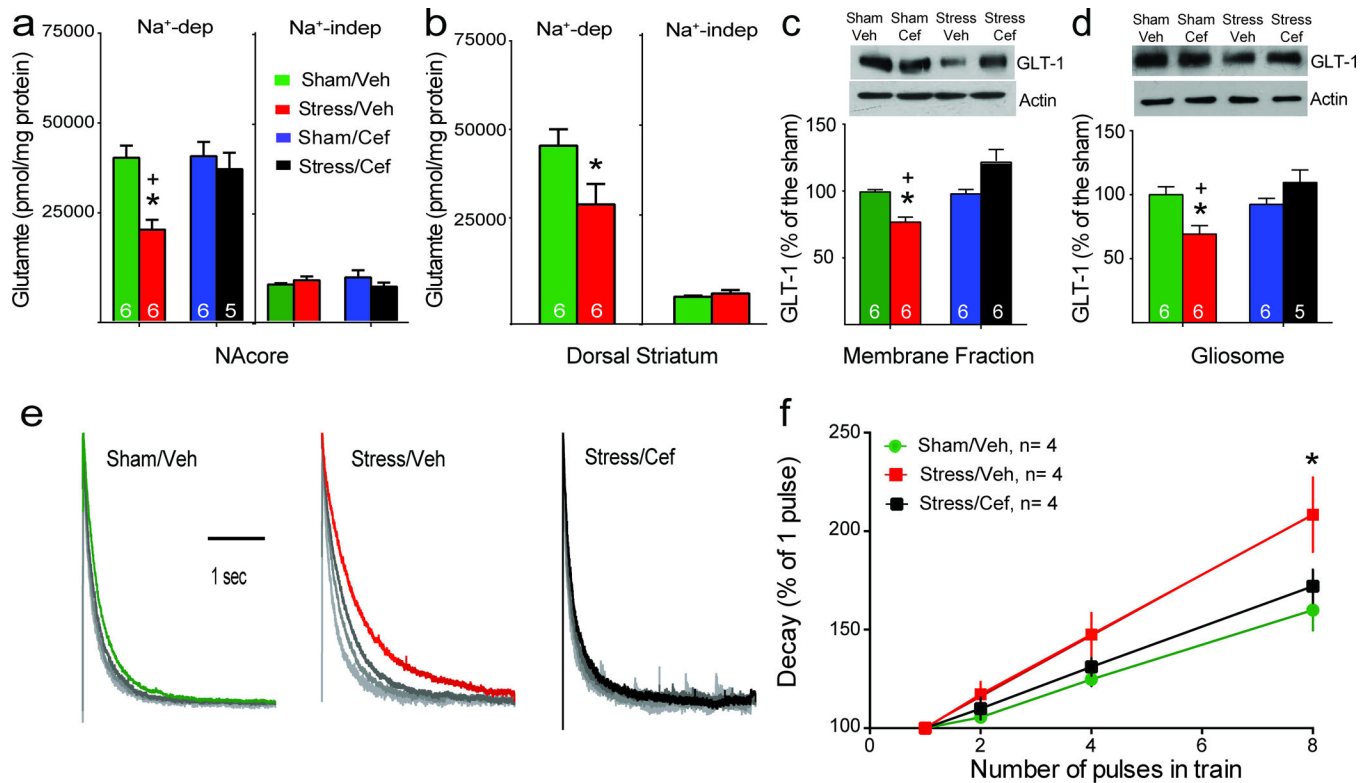 a
Na⁺-dep
Na⁺-indep
75000
50000
25000
Glutamte (pmol/mg protein)
Sham/Veh
Stress/Veh
Sham/Cef
Stress/Cef
+
*
6
6
6
5
NAcore
b
Na⁺-dep
Na⁺-indep
75000
50000
25000
Glutamte (pmol/mg protein)
*
6
6
Dorsal Striatum
c
Sham Sham Stress Stress
Veh Cef Veh Cef
GLT-1
Actin
150
100
50
GLT-1 (% of the sham)
+
*
6
6
6
6
Membrane Fraction
d
Sham Sham Stress Stress
Veh Cef Veh Cef
GLT-1
Actin
150
100
50
GLT-1 (% of the sham)
+
*
6
6
6
5
Gliosome
e
Sham/Veh
Stress/Veh
Stress/Cef
1 sec
f
250
200
150
100
Decay (% of 1 pulse)
Sham/Veh, n= 4
Stress/Veh, n= 4
Stress/Cef, n= 4
*
0 2 4 6 8
Number of pulses in train